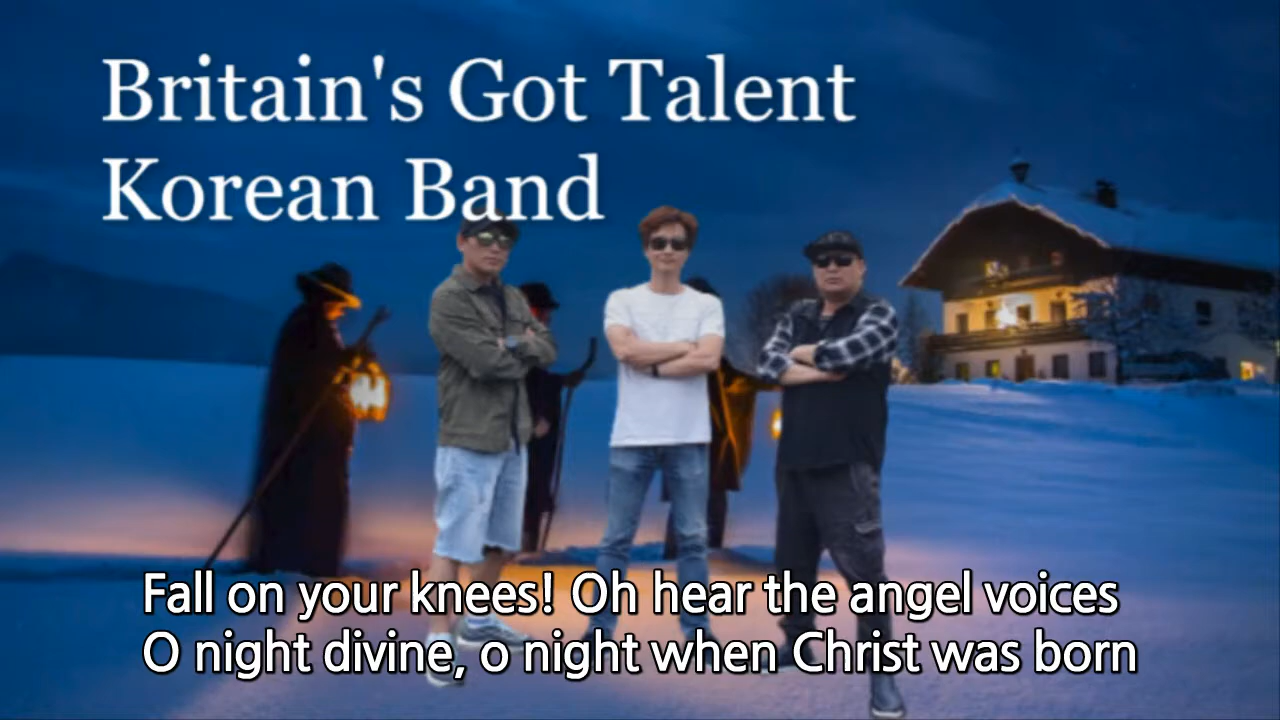 Britain's Got Talent
Korean Band
Fall on your knees! Oh hear the angel voices
O night divine, o night when Christ was born